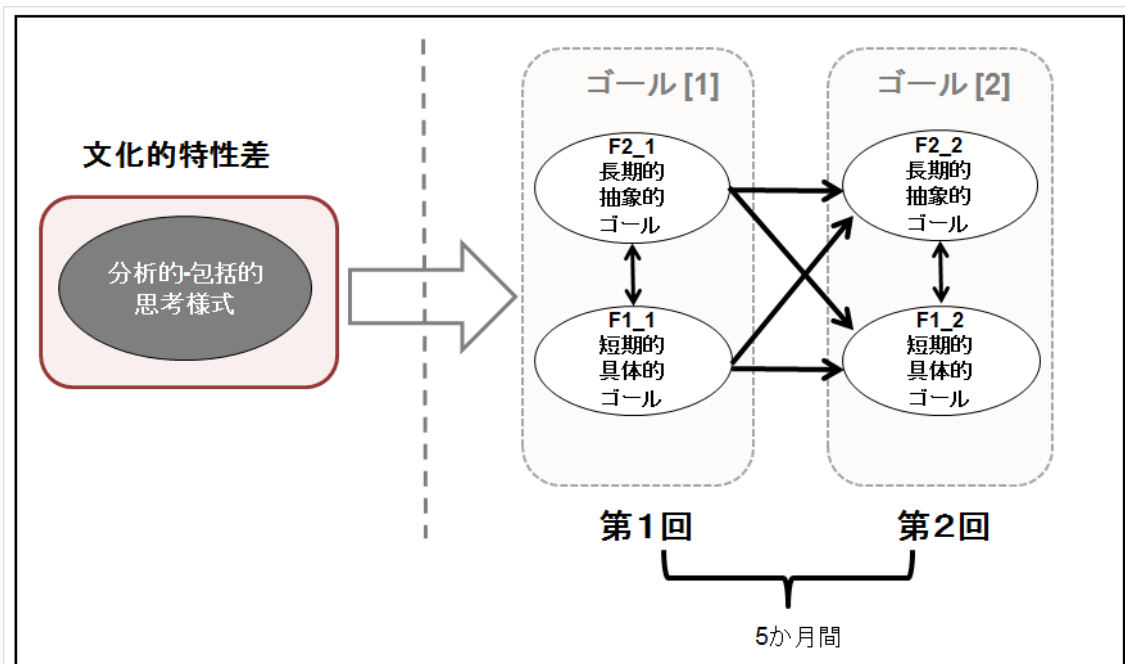 文化的特性差
分析的-包括的
思考様式
ゴール [1]
F2_1
長期的
抽象的
ゴール
F1_1
短期的
具体的
ゴール
第1回
ゴール [2]
F2_2
長期的
抽象的
ゴール
F1_2
短期的
具体的
ゴール
第2回
5か月間